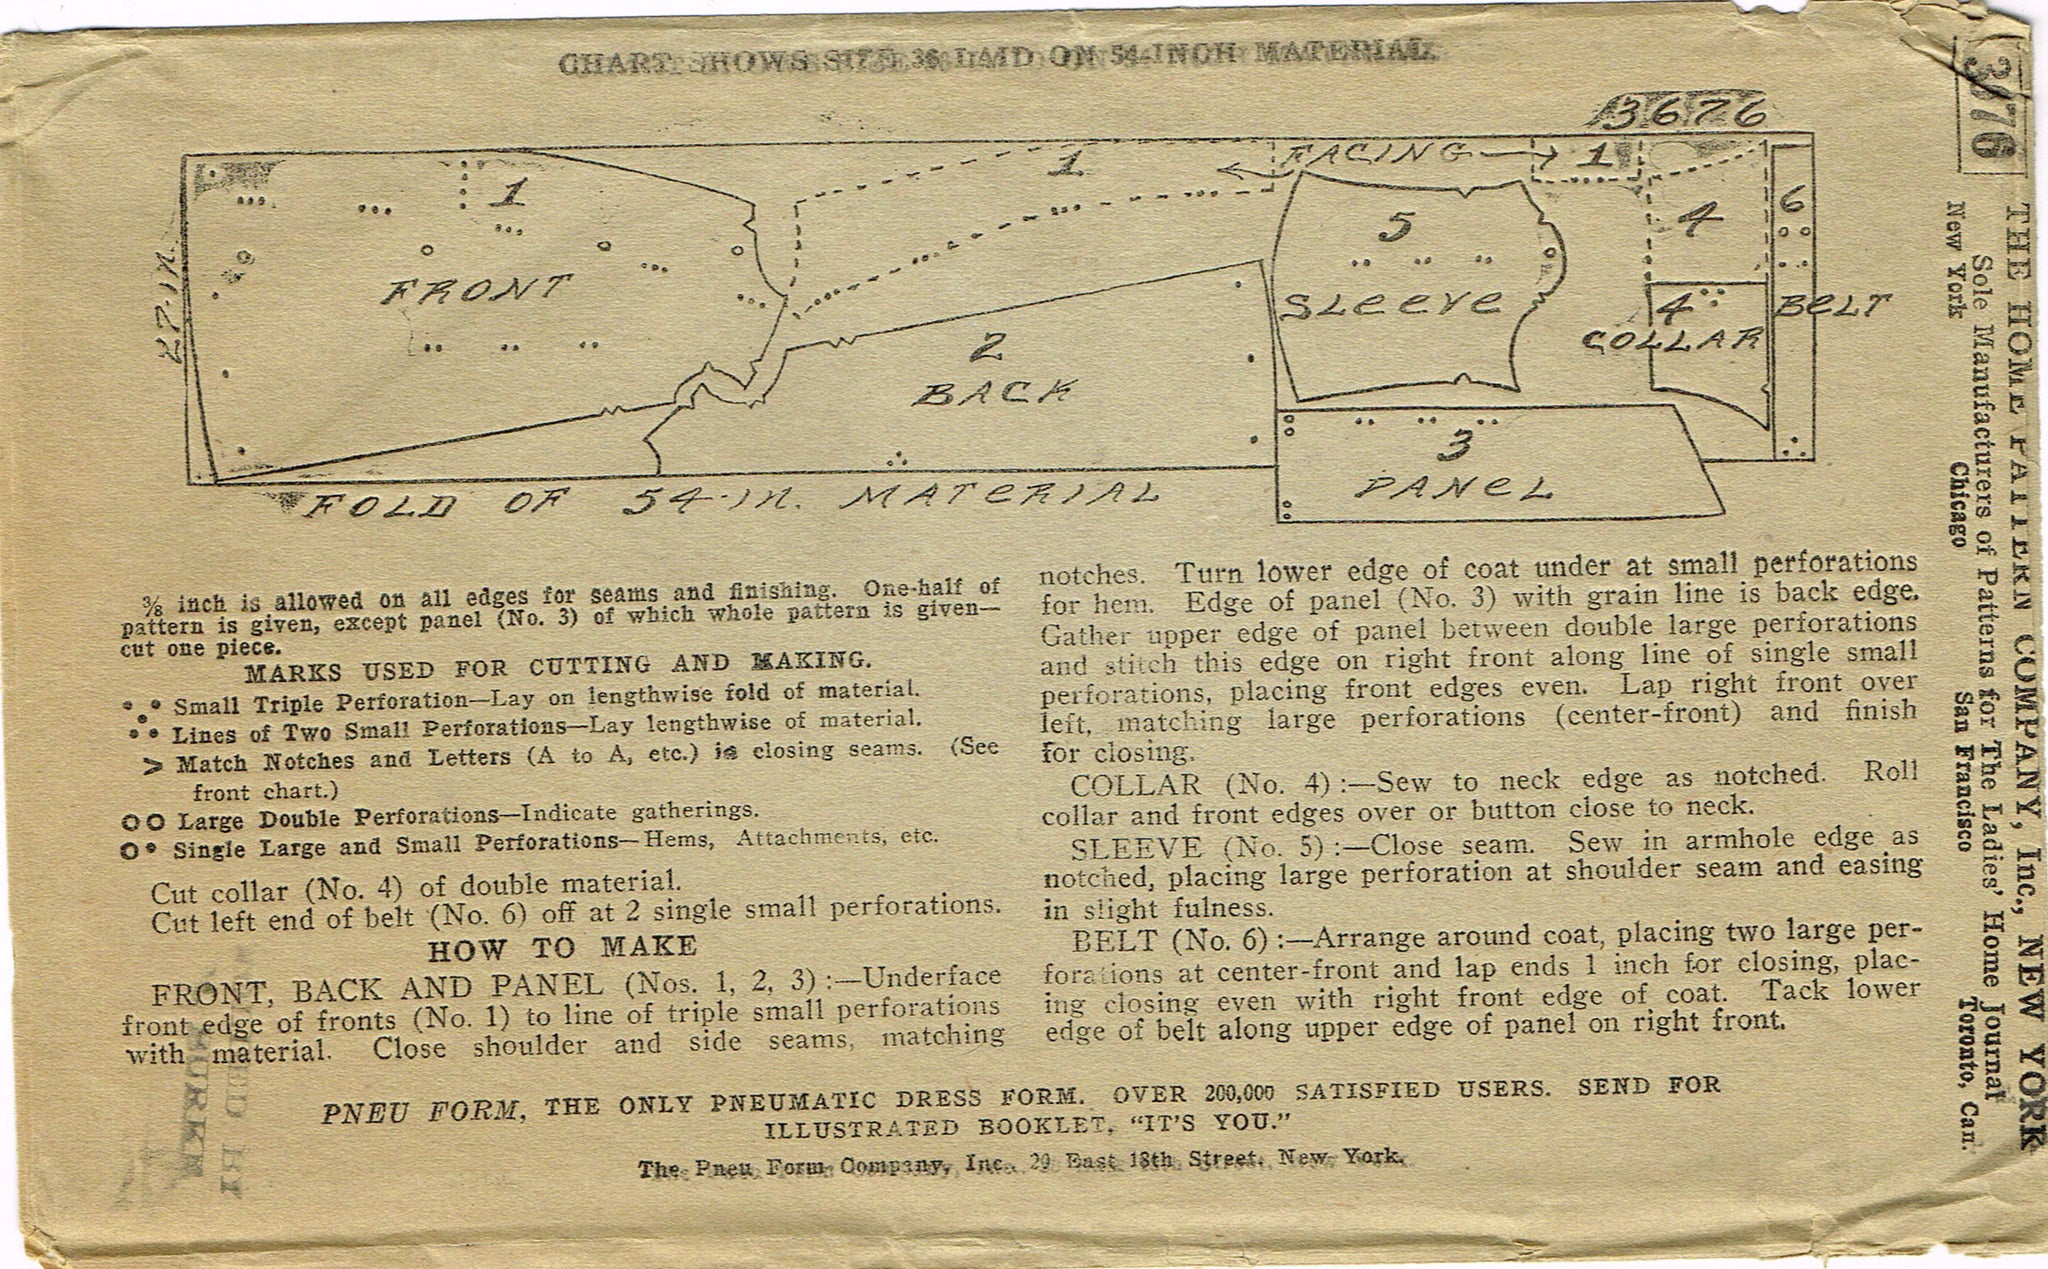 CHART SHOWS SIZE 36 LAID ON 54-INCH MATERIAL.
3676
27-IN.
1
FRONT
1
FACING
1
2
BACK
5
SLEEVE
4
4
COLLAR
6
BELT
3
PANEL
FOLD OF 54-IN. MATERIAL
⅜ inch is allowed on all edges for seams and finishing. One-half of
pattern is given, except panel (No. 3) of which whole pattern is given—
cut one piece.
MARKS USED FOR CUTTING AND MAKING.
Small Triple Perforation—Lay on lengthwise fold of material.
Lines of Two Small Perforations—Lay lengthwise of material.
> Match Notches and Letters (A to A, etc.) in closing seams. (See
front chart.)
Large Double Perforations—Indicate gatherings.
Single Large and Small Perforations—Hems, Attachments, etc.
Cut collar (No. 4) of double material.
Cut left end of belt (No. 6) off at 2 single small perforations.
HOW TO MAKE
FRONT, BACK AND PANEL (Nos. 1, 2, 3) :—Underface
front edge of fronts (No. 1) to line of triple small perforations
with material. Close shoulder and side seams, matching
notches. Turn lower edge of coat under at small perforations
for hem. Edge of panel (No. 3) with grain line is back edge.
Gather upper edge of panel between double large perforations
and stitch this edge on right front along line of single small
perforations, placing front edges even. Lap right front over
left, matching large perforations (center-front) and finish
for closing.
COLLAR (No. 4) :—Sew to neck edge as notched. Roll
collar and front edges over or button close to neck.
SLEEVE (No. 5) :—Close seam. Sew in armhole edge as
notched, placing large perforation at shoulder seam and easing
in slight fulness.
BELT (No. 6) :—Arrange around coat, placing two large per-
forations at center-front and lap ends 1 inch for closing, plac-
ing closing even with right front edge of coat. Tack lower
edge of belt along upper edge of panel on right front.
PNEU FORM, THE ONLY PNEUMATIC DRESS FORM. OVER 200,000 SATISFIED USERS. SEND FOR
ILLUSTRATED BOOKLET, "IT'S YOU."
The Pneu Form Company, Inc. 29 East 18th Street, New York.
3676
THE HOME PATTERN COMPANY, Inc., NEW YORK
Sole Manufacturers of Patterns for The Ladies' Home Journal
New York Chicago San Francisco Toronto, Can.